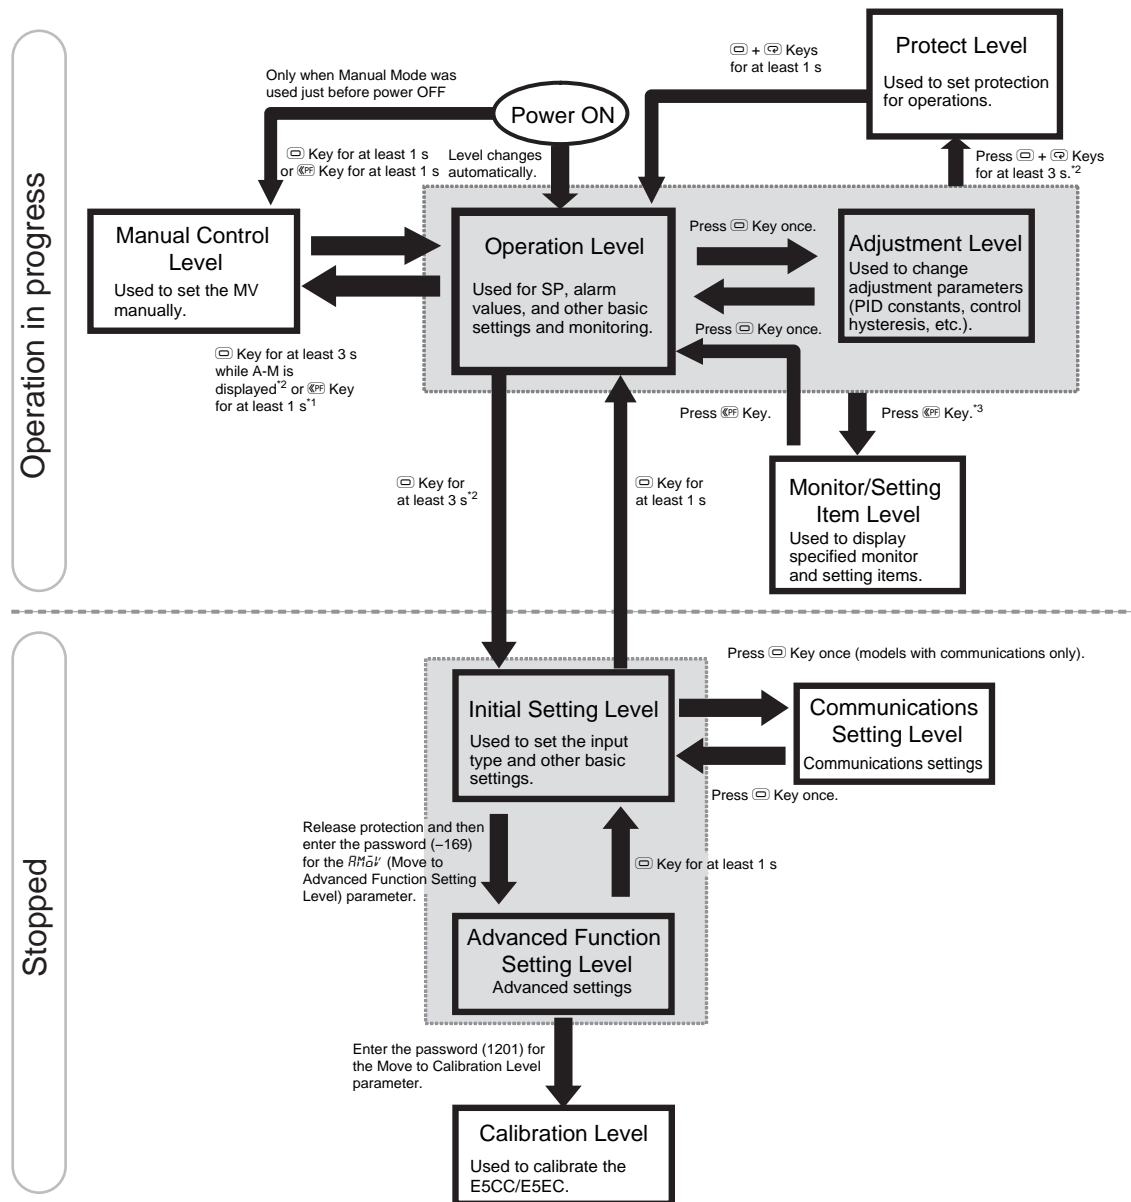 Operation in progress
Only when Manual Mode was
used just before power OFF
Power ON
Key for at least 1 s
or PF Key for at least 1 s
Level changes
automatically.
+ Keys
for at least 1 s
Protect Level
Used to set protection
for operations.
Press + Keys
for at least 3 s.*2
Manual Control
Level
Used to set the MV
manually.
Operation Level
Used for SP, alarm
values, and other basic
settings and monitoring.
Press Key once.
Press Key once.
Adjustment Level
Used to change
adjustment parameters
(PID constants, control
hysteresis, etc.).
Key for at least 3 s
while A-M is
displayed*2 or PF Key
for at least 1 s*1
Press PF Key.
Press PF Key.*3
Key for
at least 3 s*2
Key for
at least 1 s
Monitor/Setting
Item Level
Used to display
specified monitor
and setting items.
Stopped
Press Key once (models with communications only).
Initial Setting Level
Used to set the input
type and other basic
settings.
Communications
Setting Level
Communications settings
Press Key once.
Release protection and then
enter the password (–169)
for the AMOV (Move to
Advanced Function Setting
Level) parameter.
Key for at least 1 s
Advanced Function
Setting Level
Advanced settings
Enter the password (1201) for
the Move to Calibration Level
parameter.
Calibration Level
Used to calibrate the
E5CC/E5EC.